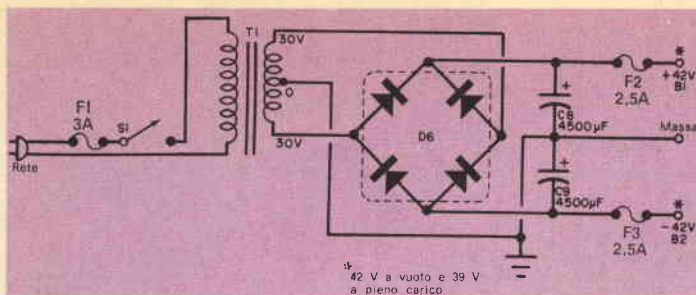 T1
30V
F1
3A
S1
0
30V
Rete
D6
+
C8
4500µF
+
C9
4500µF
F2
2,5A
*
+42V
B1
Massa
F3
2,5A
*
-42V
B2
* 42 V a vuoto e 39 V
a pieno carico